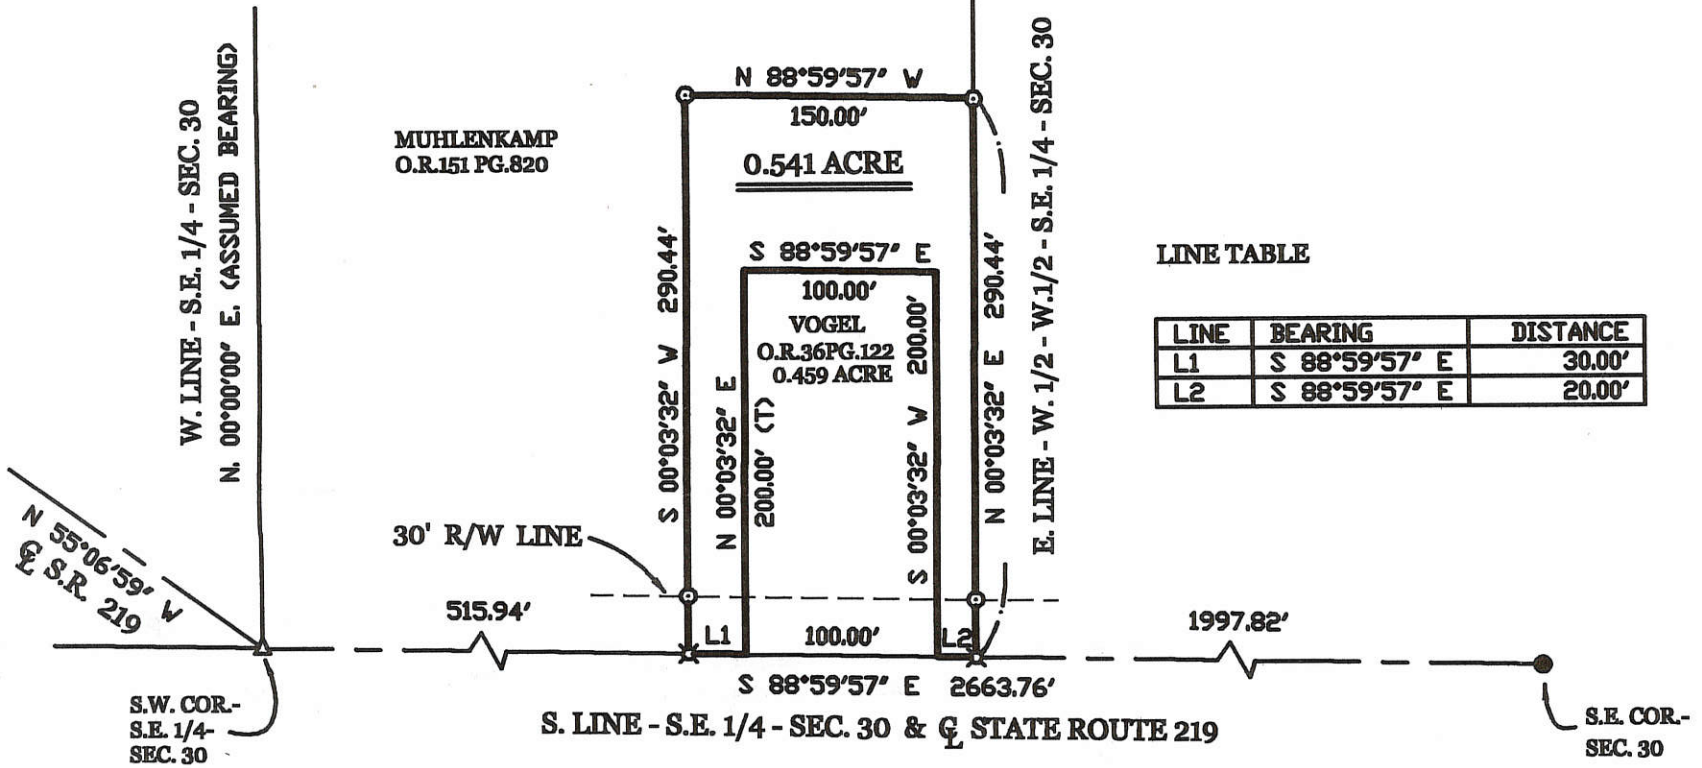 N 88°59'57" W
150.00'
0.541 ACRE
MUHLENKAMP
O.R.151 PG.820
W. LINE - S.E. 1/4 - SEC. 30
N. 00°00'00" E. (ASSUMED BEARING)
S 00°03'32" W 290.44'
S 88°59'57" E
100.00'
VOGEL
O.R.36PG.122
0.459 ACRE
N 00°03'32" E
200.00' (T)
S 00°03'32" W 200.00'
N 00°03'32" E 290.44'
E. LINE - W. 1/2 - W.1/2 - S.E. 1/4 - SEC. 30
LINE TABLE
LINE BEARING DISTANCE
L1 S 88°59'57" E 30.00'
L2 S 88°59'57" E 20.00'
N 55°06'59" W
℄ S.R. 219
30' R/W LINE
515.94'
L1
100.00'
L2
1997.82'
S 88°59'57" E 2663.76'
S. LINE - S.E. 1/4 - SEC. 30 & ℄ STATE ROUTE 219
S.W. COR.-
S.E. 1/4-
SEC. 30
S.E. COR.-
SEC. 30